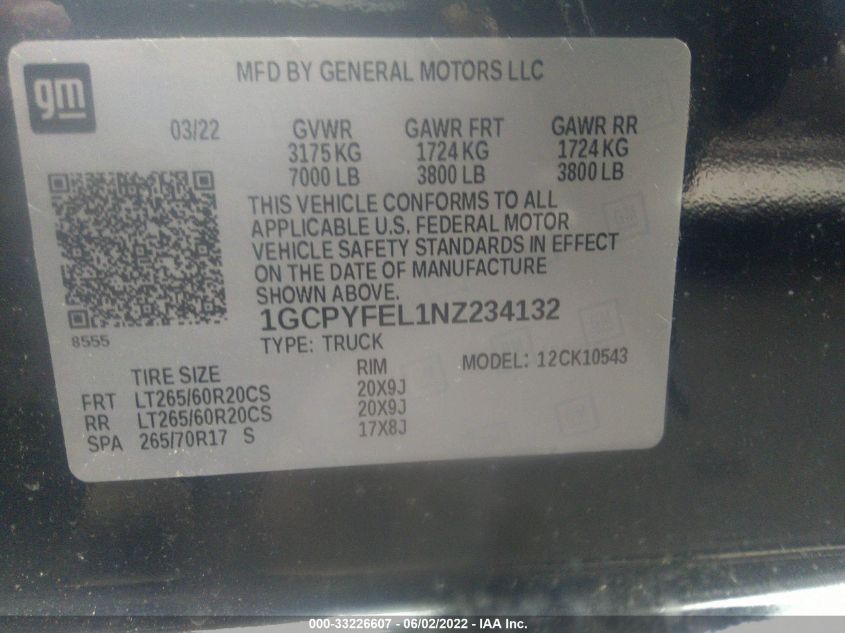 gm
MFD BY GENERAL MOTORS LLC
03/22 GVWR GAWR FRT GAWR RR
3175 KG 1724 KG 1724 KG
7000 LB 3800 LB 3800 LB
THIS VEHICLE CONFORMS TO ALL
APPLICABLE U.S. FEDERAL MOTOR
VEHICLE SAFETY STANDARDS IN EFFECT
ON THE DATE OF MANUFACTURE
SHOWN ABOVE.
8555
1GCPYFEL1NZ234132
TYPE: TRUCK MODEL: 12CK10543
TIRE SIZE RIM
FRT LT265/60R20CS 20X9J
RR LT265/60R20CS 20X9J
SPA 265/70R17 S 17X8J
000-33226607 - 06/02/2022 - IAA Inc.